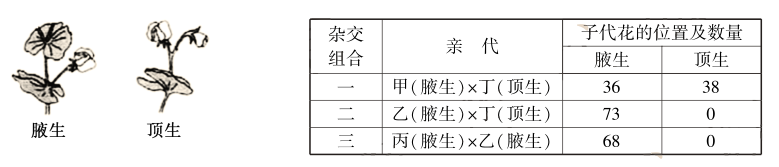 腋生 顶生
杂交组合 亲代 子代花的位置及数量
腋生 顶生
一 甲(腋生)×丁(顶生) 36 38
二 乙(腋生)×丁(顶生) 73 0
三 丙(腋生)×乙(腋生) 68 0